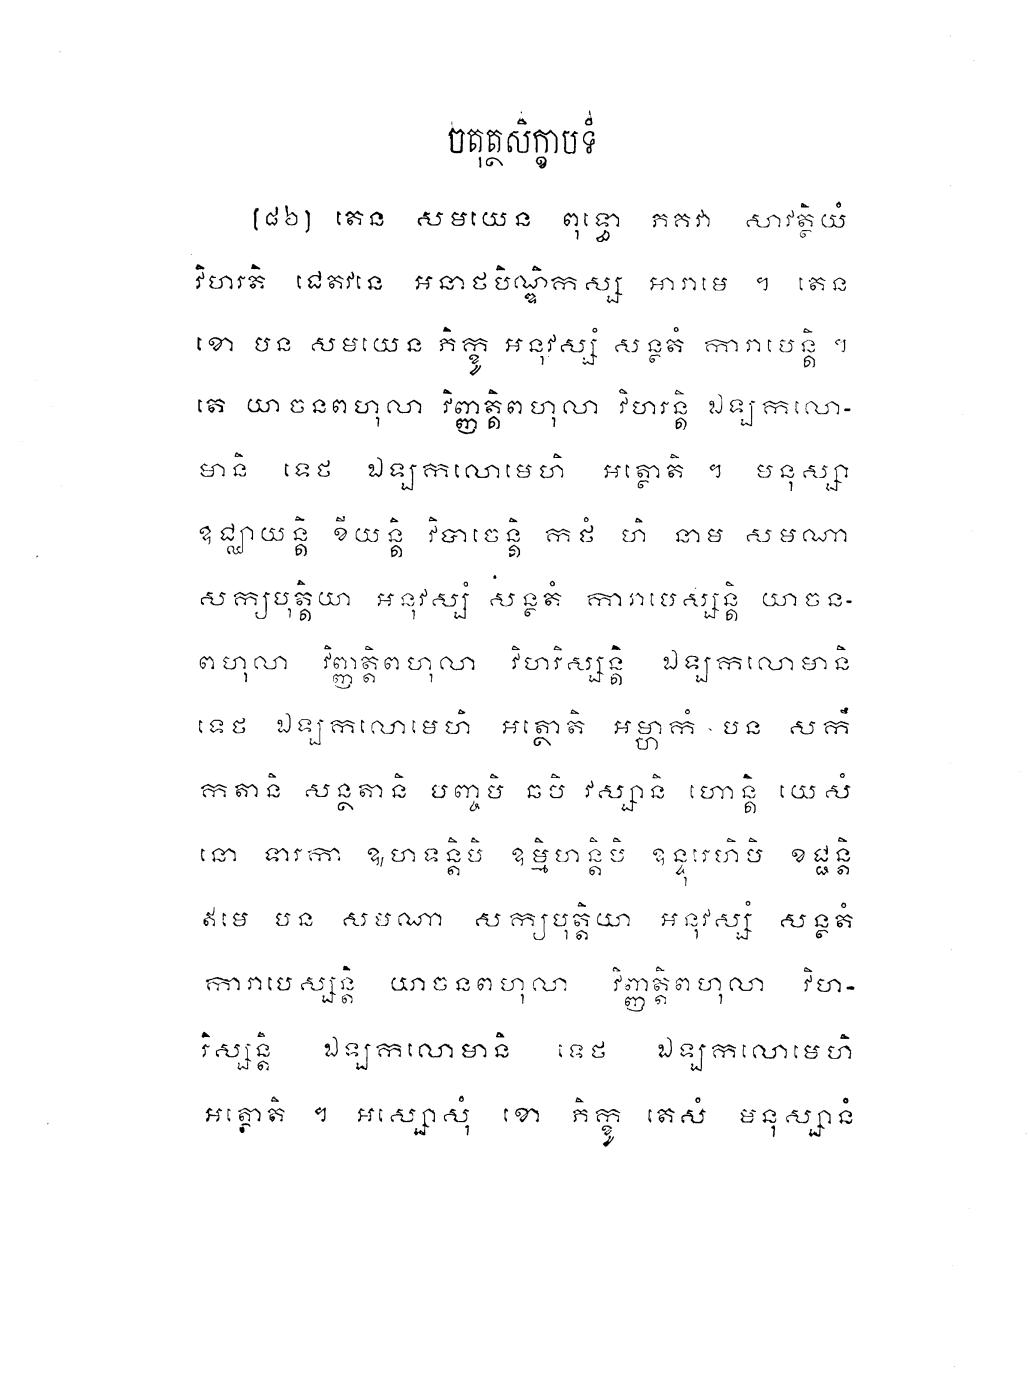 ចតុត្ថសិក្ខាបទំ
[៨៦] តេន សមយេន ពុទ្ធោ ភគវា សាវត្ថិយំ
វិហរតិ ជេតវនេ អនាថបិណ្ឌិកស្ស អារាមេ ។ តេន
ខោ បន សមយេន ភិក្ខូ អនុវស្សំ សន្ថតំ ការាបេន្តិ ។
តេ យាចនពហុលា វិញ្ញត្តិពហុលា វិហរន្តិ ឯឡកលោ-
មានិ ទេថ ឯឡកលោមេហិ អត្ថោតិ ។ មនុស្សា
ឧជ្ឈាយន្តិ ខីយន្តិ វិបាចេន្តិ កថំ ហិ នាម សមណា
សក្យបុត្តិយា អនុវស្សំ សន្ថតំ ការាបេស្សន្តិ យាចន-
ពហុលា វិញ្ញត្តិពហុលា វិហរិស្សន្តិ ឯឡកលោមានិ
ទេថ ឯឡកលោមេហិ អត្ថោតិ អម្ហាកំ បន សកឹ
កតានិ សន្ថតានិ បញ្ចបិ ឆបិ វស្សានិ ហោន្តិ យេសំ
នោ ទារកា ឩហទន្តិបិ ឧម្មិហន្តិបិ ឧន្ទុរេហិបិ ខជ្ជន្តិ
ឥមេ បន សមណា សក្យបុត្តិយា អនុវស្សំ សន្ថតំ
ការាបេស្សន្តិ យាចនពហុលា វិញ្ញត្តិពហុលា វិហ-
រិស្សន្តិ ឯឡកលោមានិ ទេថ ឯឡកលោមេហិ
អត្ថោតិ ។ អស្សោសុំ ខោ ភិក្ខូ តេសំ មនុស្សានំ